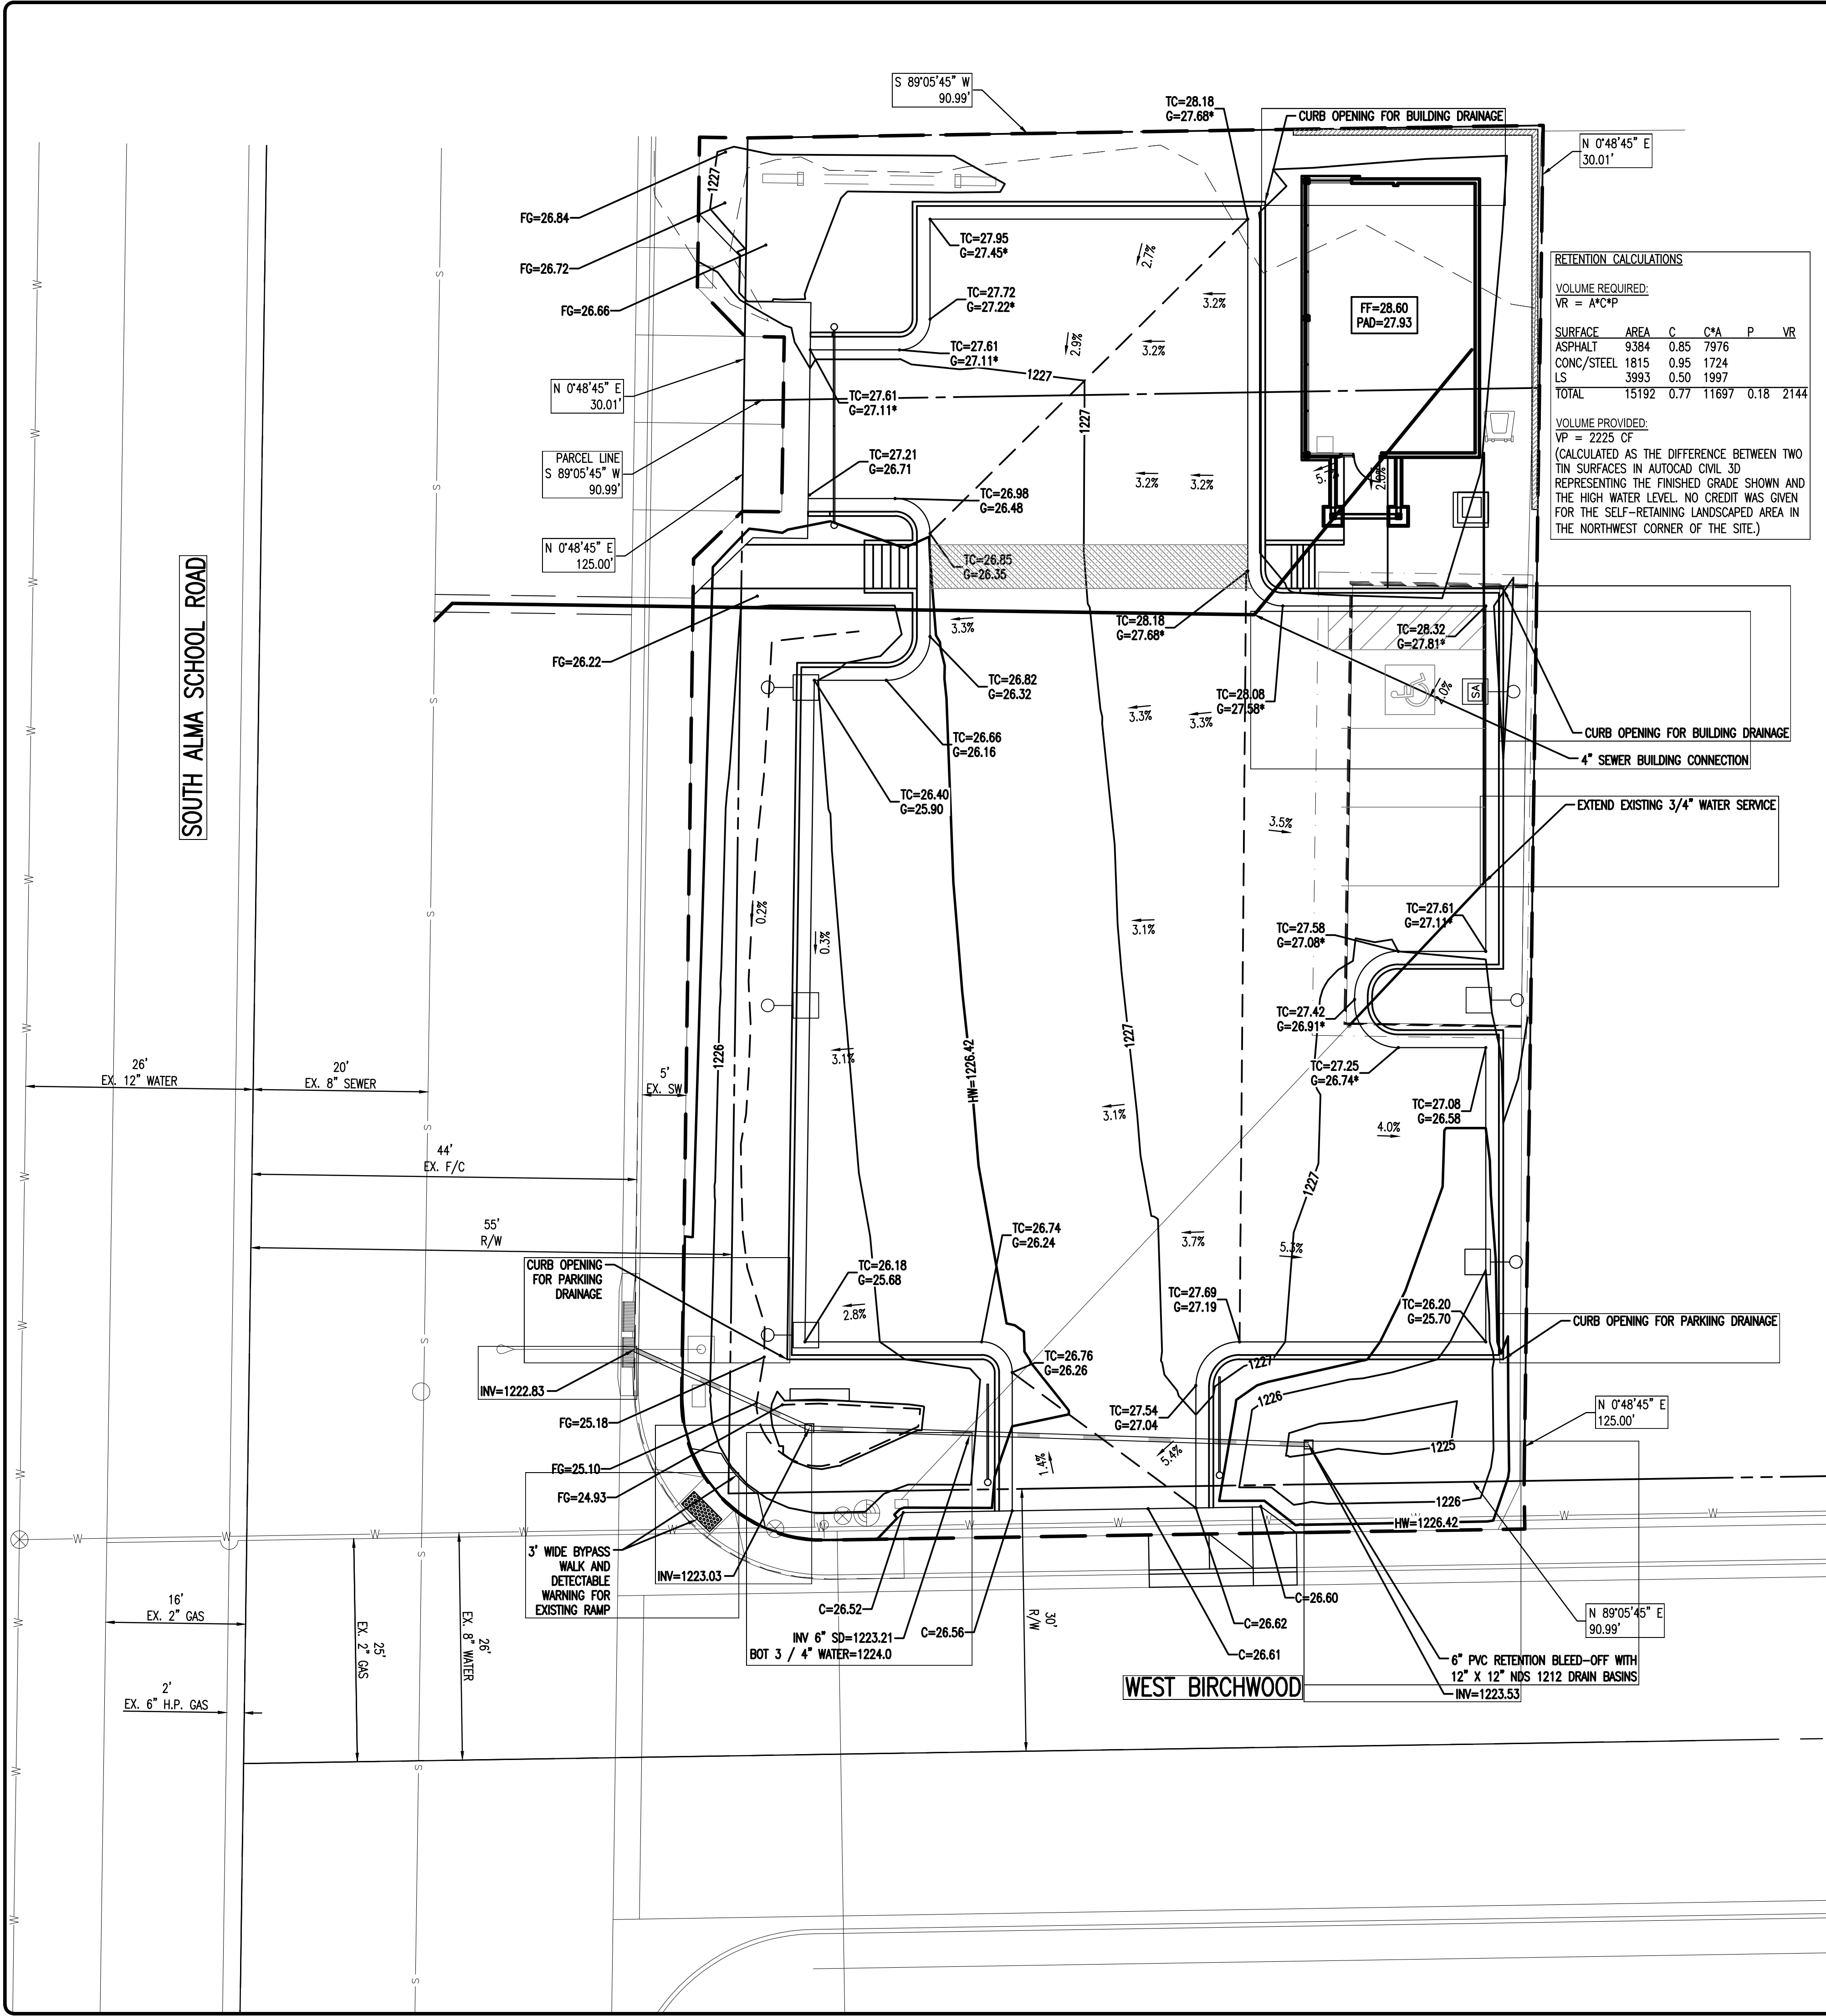 S 89°05'45" W
90.99'
TC=28.18
G=27.68*
CURB OPENING FOR BUILDING DRAINAGE
N 0°48'45" E
30.01'
1227
FG=26.84
FG=26.72
FG=26.66
TC=27.95
G=27.45*
2.7%
TC=27.72
G=27.22*
3.2%
FF=28.60
PAD=27.93
TC=27.61
G=27.11*
2.9%
3.2%
1227
RETENTION CALCULATIONS
VOLUME REQUIRED:
VR = A*C*P
SURFACE AREA C C*A P VR
ASPHALT 9384 0.85 7976
CONC/STEEL 1815 0.95 1724
LS 3993 0.50 1997
TOTAL 15192 0.77 11697 0.18 2144
VOLUME PROVIDED:
VP = 2225 CF
(CALCULATED AS THE DIFFERENCE BETWEEN TWO
TIN SURFACES IN AUTOCAD CIVIL 3D
REPRESENTING THE FINISHED GRADE SHOWN AND
THE HIGH WATER LEVEL. NO CREDIT WAS GIVEN
FOR THE SELF-RETAINING LANDSCAPED AREA IN
THE NORTHWEST CORNER OF THE SITE.)
N 0°48'45" E
30.01'
TC=27.61
G=27.11*
1227
PARCEL LINE
S 89°05'45" W
90.99'
TC=27.21
G=26.71
3.2%
3.2%
2.0%
TC=26.98
G=26.48
N 0°48'45" E
125.00'
TC=26.85
G=26.35
SOUTH ALMA SCHOOL ROAD
3.3%
TC=28.18
G=27.68*
TC=28.32
G=27.81*
FG=26.22
TC=26.82
G=26.32
3.3%
3.3%
TC=28.08
G=27.58*
2.0%
SA
TC=26.66
G=26.16
CURB OPENING FOR BUILDING DRAINAGE
4" SEWER BUILDING CONNECTION
TC=26.40
G=25.90
EXTEND EXISTING 3/4" WATER SERVICE
3.5%
0.2%
0.3%
3.1%
TC=27.61
G=27.11*
TC=27.58
G=27.08*
TC=27.42
G=26.91*
26'
EX. 12" WATER
20'
EX. 8" SEWER
5'
EX. SW
1226
3.1%
HW=1226.42
1227
TC=27.25
G=26.74*
TC=27.08
G=26.58
3.1%
4.0%
44'
EX. F/C
1227
55'
R/W
TC=26.74
G=26.24
3.7%
5.3%
CURB OPENING
FOR PARKIING
DRAINAGE
TC=26.18
G=25.68
2.8%
TC=27.69
G=27.19
TC=26.20
G=25.70
CURB OPENING FOR PARKIING DRAINAGE
TC=26.76
G=26.26
1227
INV=1222.83
1226
FG=25.18
TC=27.54
G=27.04
N 0°48'45" E
125.00'
FG=25.10
1.4%
5.4%
1225
FG=24.93
1226
HW=1226.42
3' WIDE BYPASS
WALK AND
DETECTABLE
WARNING FOR
EXISTING RAMP
INV=1223.03
C=26.52
INV 6" SD=1223.21
BOT 3 / 4" WATER=1224.0
C=26.56
30'
R/W
C=26.60
C=26.62
C=26.61
N 89°05'45" E
90.99'
16'
EX. 2" GAS
25'
EX. 2" GAS
26'
EX. 8" WATER
6" PVC RETENTION BLEED-OFF WITH
12" X 12" NDS 1212 DRAIN BASINS
INV=1223.53
WEST BIRCHWOOD
2'
EX. 6" H.P. GAS